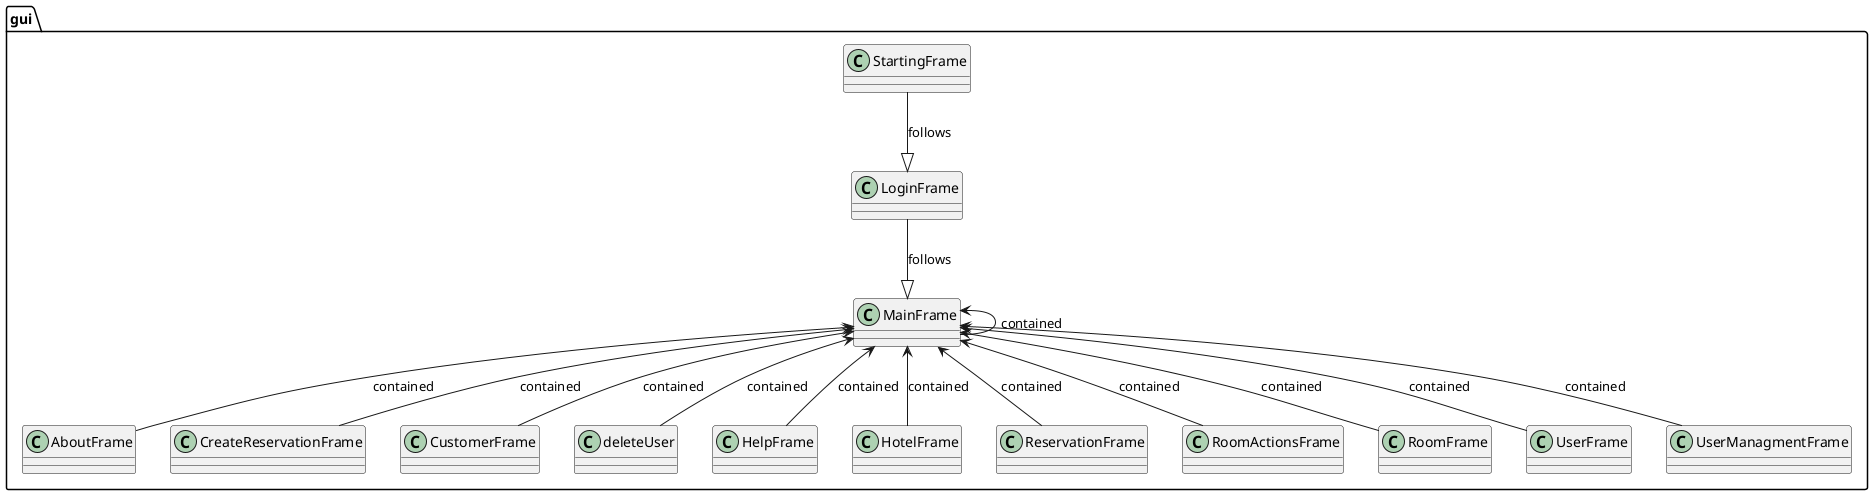 gui
C StartingFrame
follows
C LoginFrame
follows
C MainFrame
contained
contained
contained
contained
contained
contained
contained
contained
contained
contained
contained
contained
C AboutFrame
C CreateReservationFrame
C CustomerFrame
C deleteUser
C HelpFrame
C HotelFrame
C ReservationFrame
C RoomActionsFrame
C RoomFrame
C UserFrame
C UserManagmentFrame